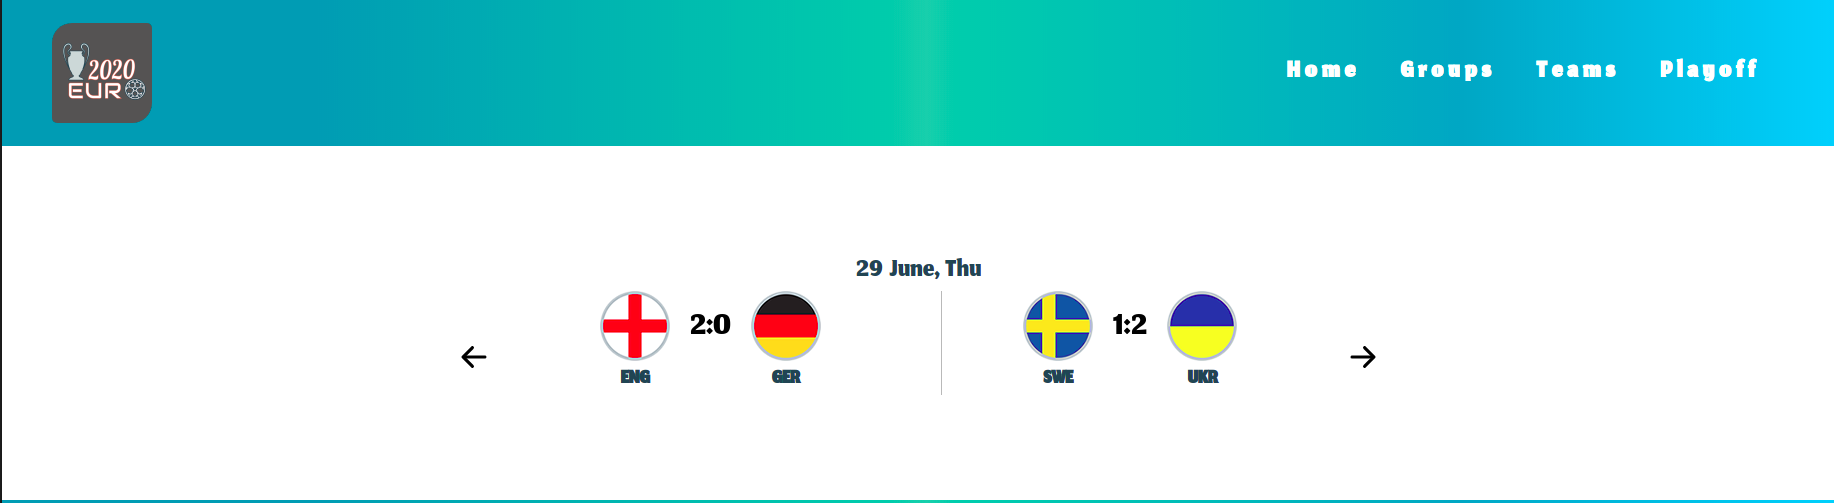 2020
EURO
Home Groups Teams Playoff
29 June, Thu
2:0
1:2
ENG GER SWE UKR